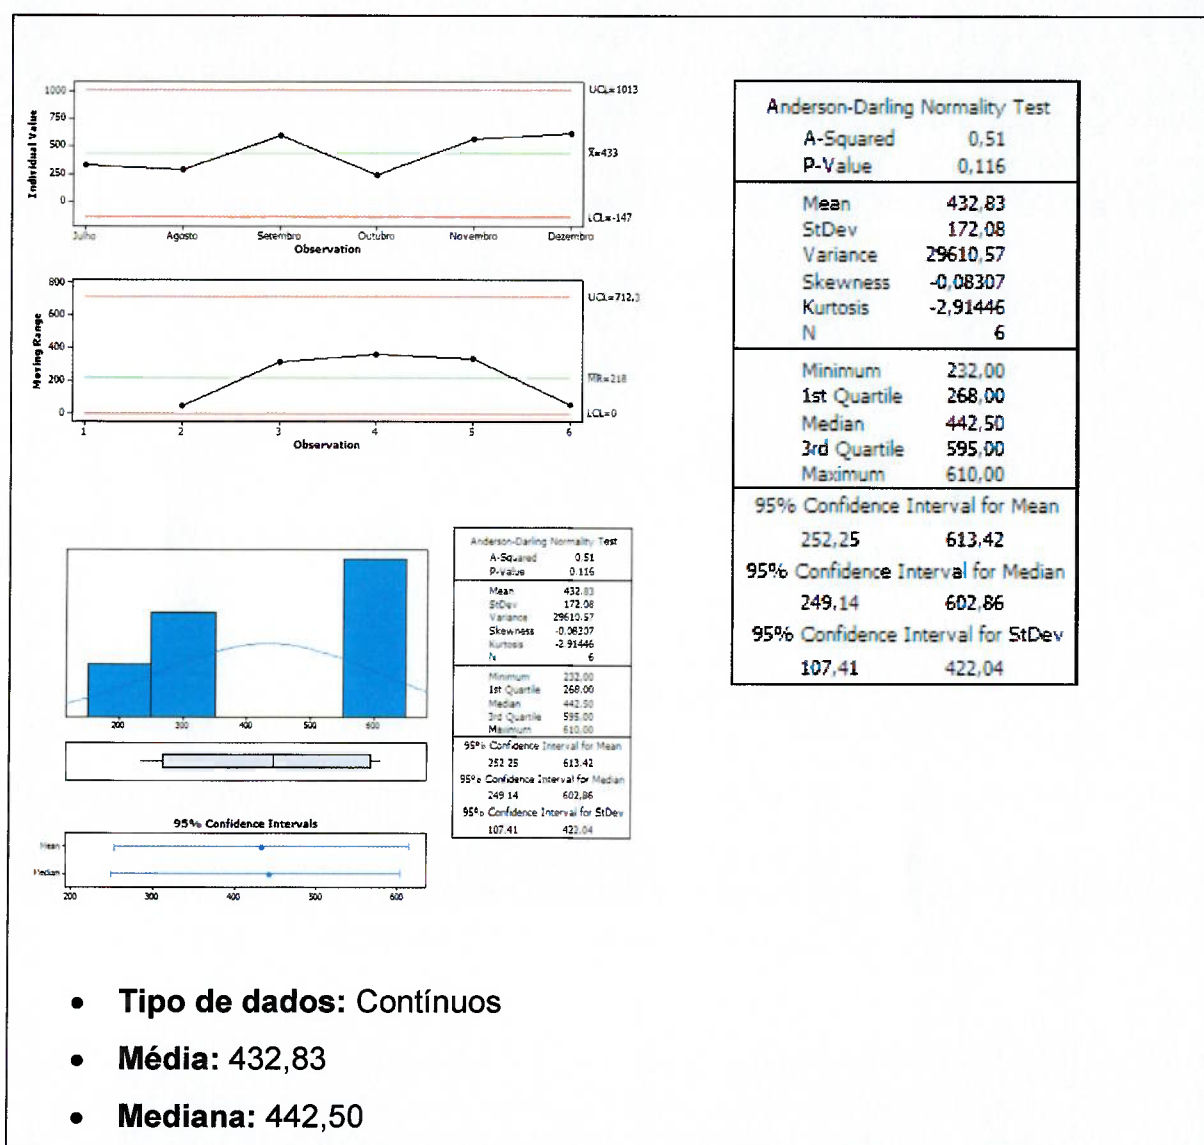 1000
750
500
250
0
Individual Value
UCL=1013
X̅=433
LCL=-147
Julho Agosto Setembro Outubro Novembro Dezembro
Observation
800
600
400
200
0
Moving Range
UCL=712,3
M̅R̅=218
LCL=0
1 2 3 4 5 6
Observation
Anderson-Darling Normality Test
A-Squared 0,51
P-Value 0,116
Mean 432,83
StDev 172,08
Variance 29610,57
Skewness -0,08307
Kurtosis -2,91446
N 6
Minimum 232,00
1st Quartile 268,00
Median 442,50
3rd Quartile 595,00
Maximum 610,00
95% Confidence Interval for Mean
252,25 613,42
95% Confidence Interval for Median
249,14 602,86
95% Confidence Interval for StDev
107,41 422,04
200 300 400 500 600
95% Confidence Intervals
Mean
Median
200 300 400 500 600
Anderson-Darling Normality Test
A-Squared 0.51
P-Value 0.116
Mean 432.83
StDev 172.08
Variance 29610.57
Skewness -0.08307
Kurtosis -2.91446
N 6
Minimum 232.00
1st Quartile 268.00
Median 442.50
3rd Quartile 595.00
Maximum 610.00
95% Confidence Interval for Mean
252.25 613.42
95% Confidence Interval for Median
249.14 602.86
95% Confidence Interval for StDev
107.41 422.04
• Tipo de dados: Contínuos
• Média: 432,83
• Mediana: 442,50